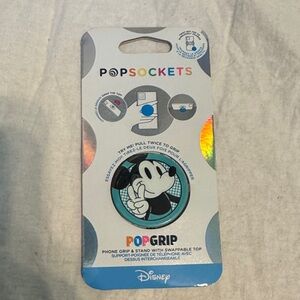 POPSOCKETS
TRY ME! PULL TWICE TO GRIP
POPGRIP
PHONE GRIP & STAND WITH SWAPPABLE TOP
SUPPORT-POIGNÉE DE TÉLÉPHONE AVEC
DESSUS INTERCHANGEABLE
Disney